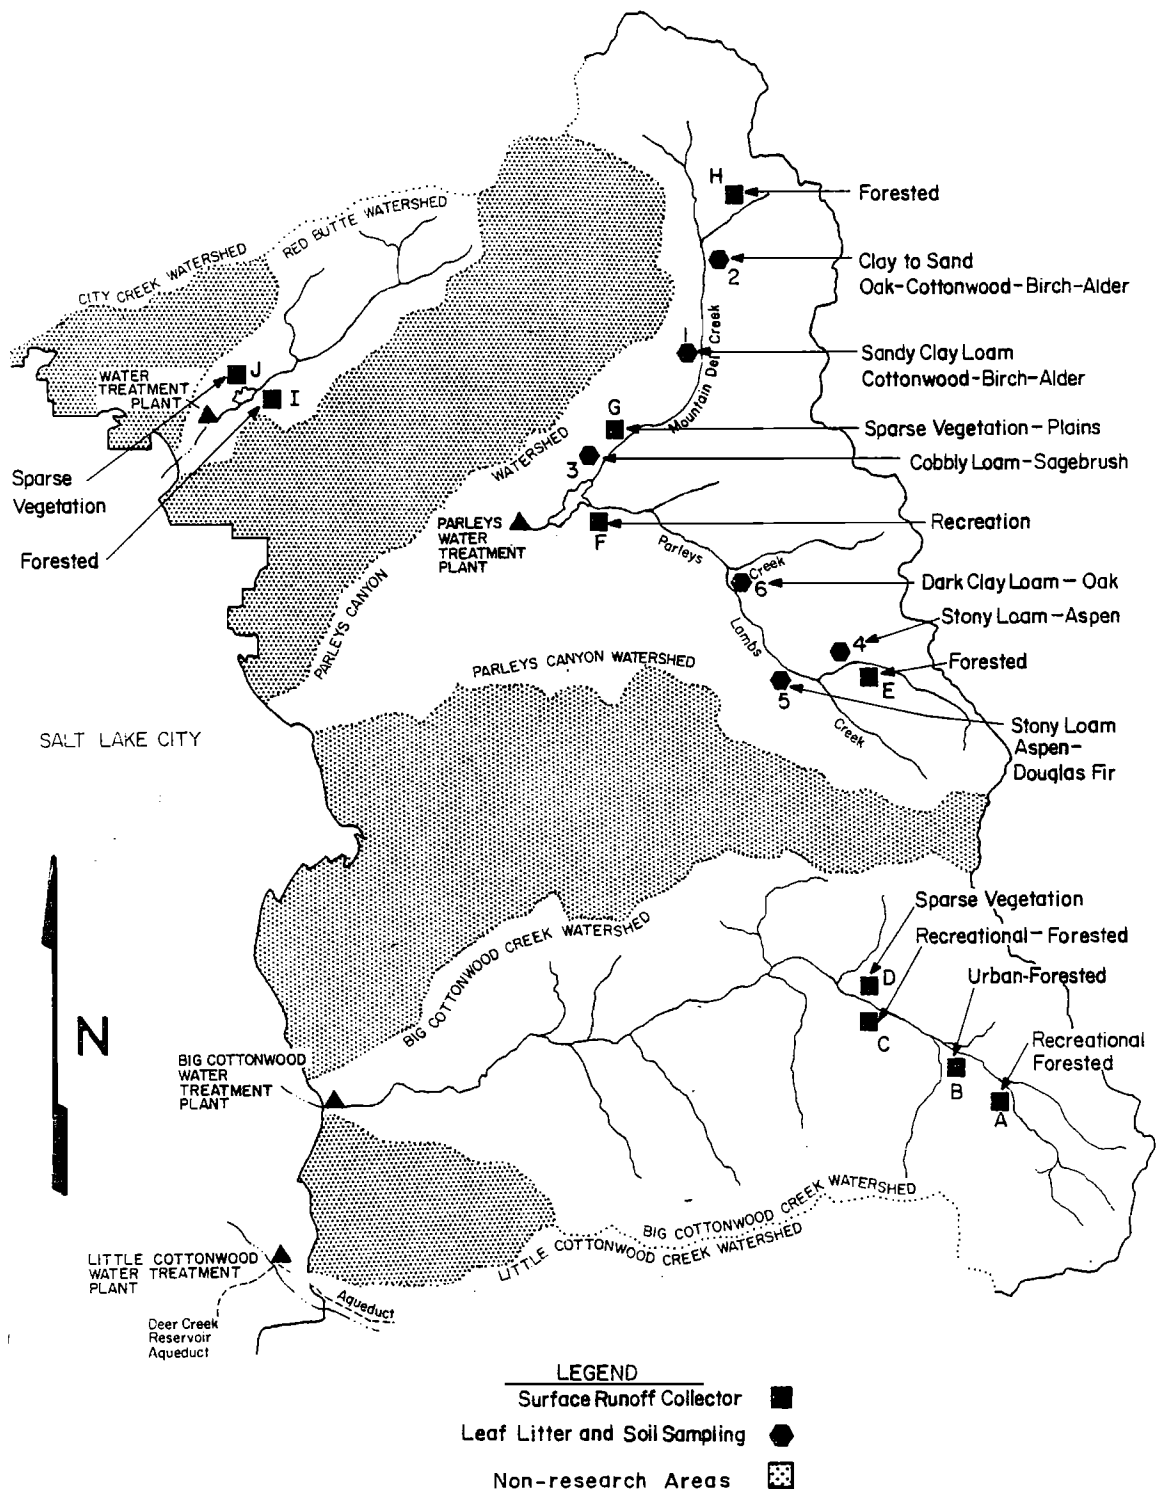 H
Forested
RED BUTTE WATERSHED
CITY CREEK WATERSHED
2
Clay to Sand
Oak-Cottonwood-Birch-Alder
1
Sandy Clay Loam
Cottonwood-Birch-Alder
Mountain Dell Creek
WATER
TREATMENT
PLANT
J
I
G
Sparse Vegetation-Plains
3
Cobbly Loam-Sagebrush
WATERSHED
Sparse
Vegetation
Forested
PARLEYS
WATER
TREATMENT
PLANT
F
Recreation
Parleys
Creek
6
Dark Clay Loam-Oak
PARLEYS CANYON
Lambs
4
Stony Loam-Aspen
Forested
E
PARLEYS CANYON WATERSHED
5
Creek
Stony Loam
Aspen-
Douglas Fir
SALT LAKE CITY
Sparse Vegetation
Recreational-Forested
Urban-Forested
D
BIG COTTONWOOD CREEK WATERSHED
C
Recreational
Forested
B
A
N
BIG COTTONWOOD
WATER
TREATMENT
PLANT
BIG COTTONWOOD CREEK WATERSHED
LITTLE COTTONWOOD CREEK WATERSHED
LITTLE COTTONWOOD
WATER TREATMENT
PLANT
Aqueduct
Deer Creek
Reservoir
Aqueduct
LEGEND
Surface Runoff Collector
Leaf Litter and Soil Sampling
Non-research Areas